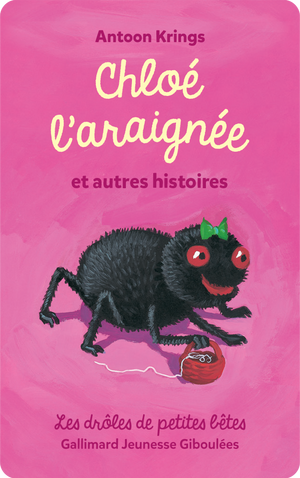 Antoon Krings
Chloé
l'araignée
et autres histoires
Les drôles de petites bêtes
Gallimard Jeunesse Giboulées